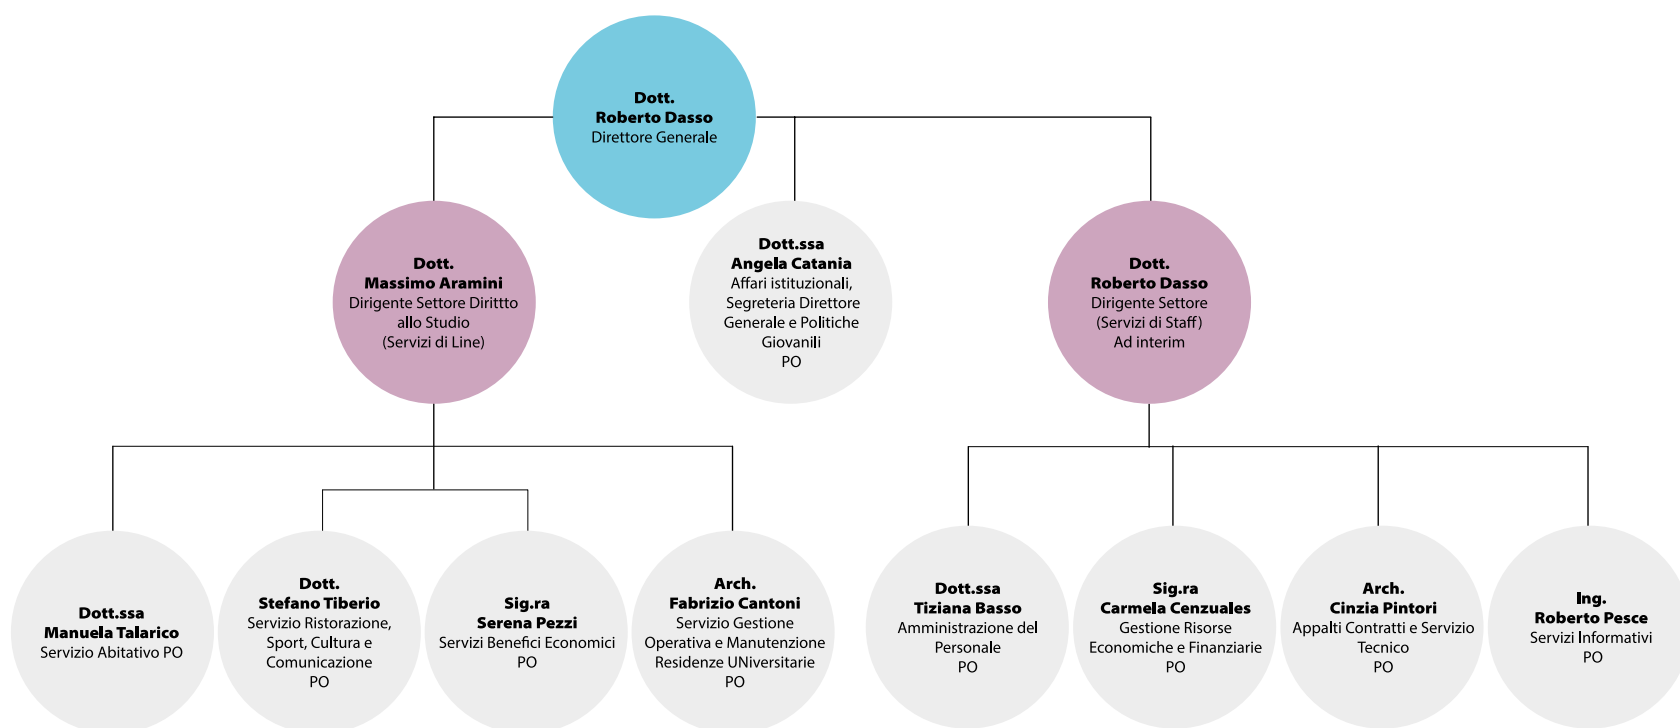 Dott.
Roberto Dasso
Direttore Generale
Dott.
Massimo Aramini
Dirigente Settore Dirittto
allo Studio
(Servizi di Line)
Dott.ssa
Angela Catania
Affari istituzionali,
Segreteria Direttore
Generale e Politiche
Giovanili
PO
Dott.
Roberto Dasso
Dirigente Settore
(Servizi di Staff)
Ad interim
Dott.ssa
Manuela Talarico
Servizio Abitativo PO
Dott.
Stefano Tiberio
Servizio Ristorazione,
Sport, Cultura e
Comunicazione
PO
Sig.ra
Serena Pezzi
Servizi Benefici Economici
PO
Arch.
Fabrizio Cantoni
Servizio Gestione
Operativa e Manutenzione
Residenze UNiversitarie
PO
Dott.ssa
Tiziana Basso
Amministrazione del
Personale
PO
Sig.ra
Carmela Cenzuales
Gestione Risorse
Economiche e Finanziarie
PO
Arch.
Cinzia Pintori
Appalti Contratti e Servizio
Tecnico
PO
Ing.
Roberto Pesce
Servizi Informativi
PO